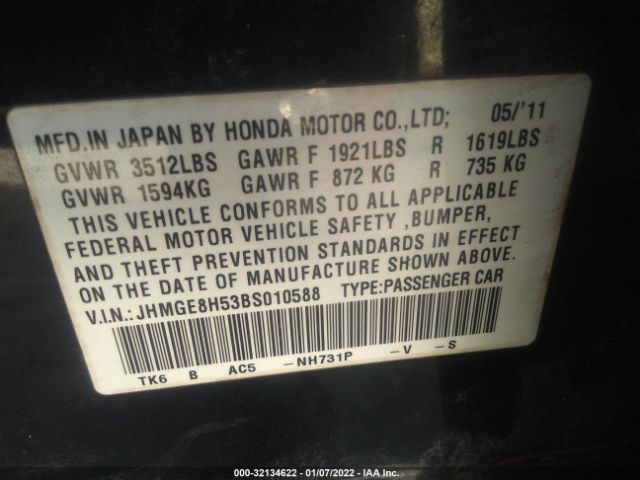 MFD.IN JAPAN BY HONDA MOTOR CO.,LTD; 05/'11
GVWR 3512LBS GAWR F 1921LBS R 1619LBS
GVWR 1594KG GAWR F 872 KG R 735 KG
THIS VEHICLE CONFORMS TO ALL APPLICABLE
FEDERAL MOTOR VEHICLE SAFETY ,BUMPER,
AND THEFT PREVENTION STANDARDS IN EFFECT
ON THE DATE OF MANUFACTURE SHOWN ABOVE.
V.I.N.:JHMGE8H53BS010588 TYPE:PASSENGER CAR
TK6 B AC5 -NH731P -V -S
000-32134622 - 01/07/2022 - IAA Inc.